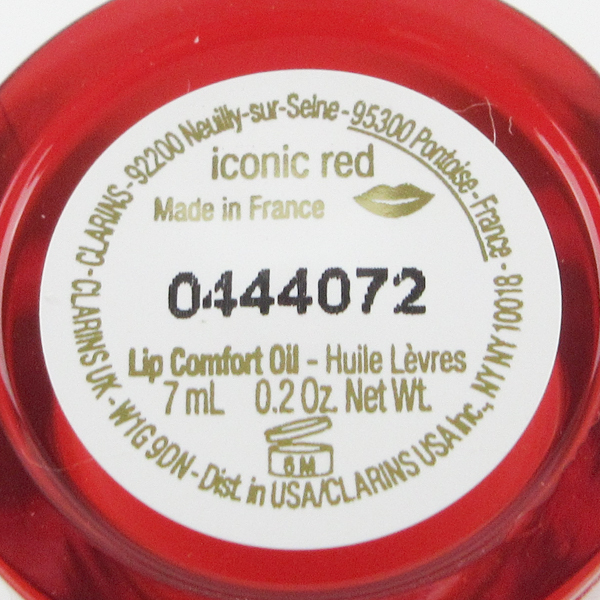 CLARINS - 92200 Neuilly-sur-Seine - 95300 Pontoise - France -
iconic red
Made in France
0444072
Lip Comfort Oil - Huile Lèvres
7 mL 0.2 Oz. Net Wt.
6 M
CLARINS UK - W1G 9DN - Dist. in USA/CLARINS USA Inc., NY NY 10018 -